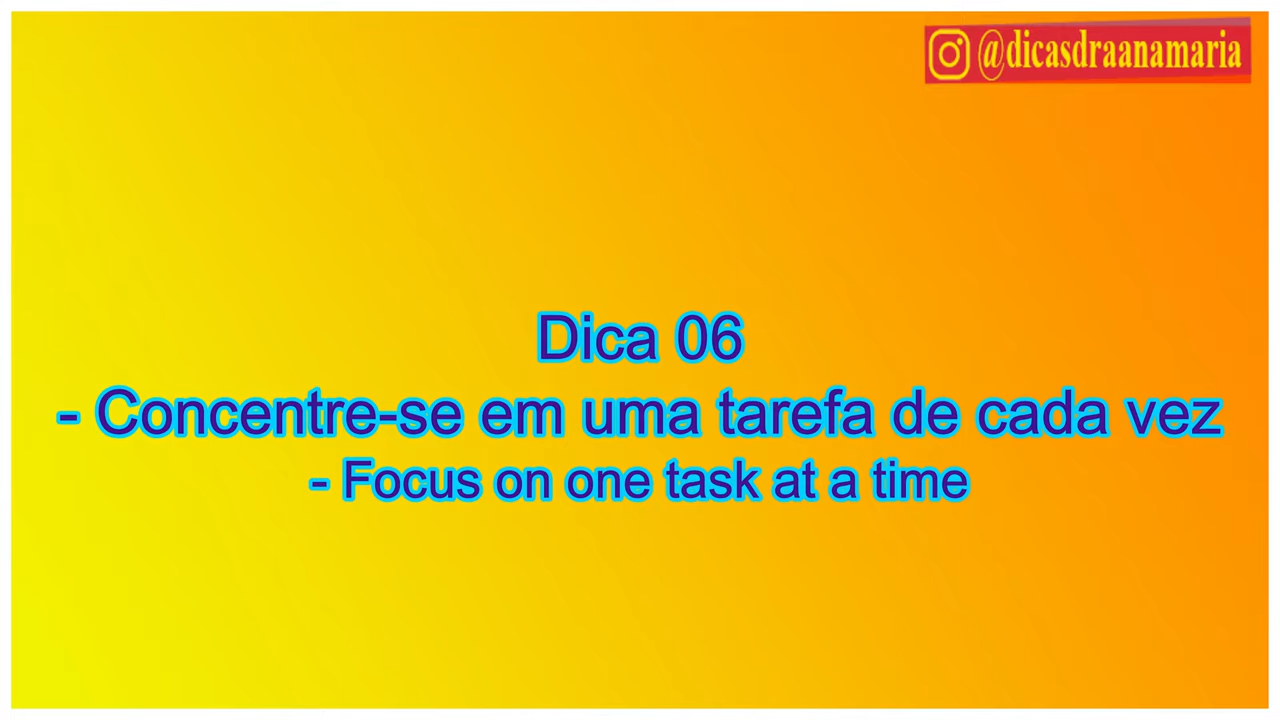 @dicasdraanamaria
Dica 06
- Concentre-se em uma tarefa de cada vez
- Focus on one task at a time